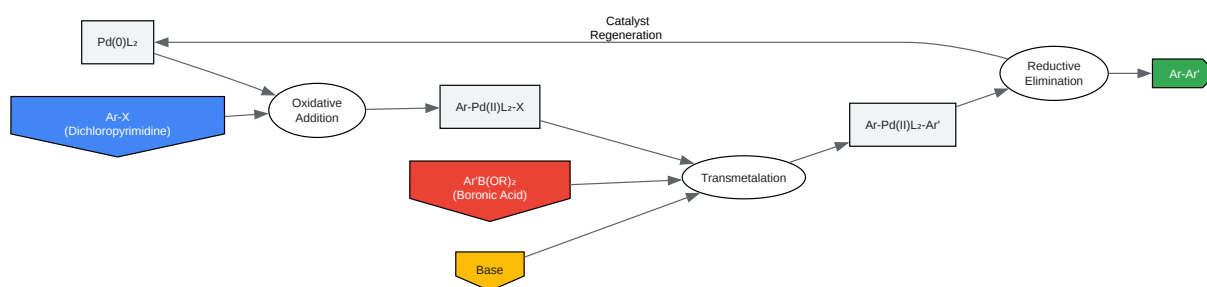 Catalyst
Regeneration
Pd(0)L₂
Reductive
Elimination
Ar-Ar'
Oxidative
Addition
Ar-Pd(II)L₂-X
Ar-X
(Dichloropyrimidine)
Ar-Pd(II)L₂-Ar'
Ar'B(OR)₂
(Boronic Acid)
Transmetalation
Base